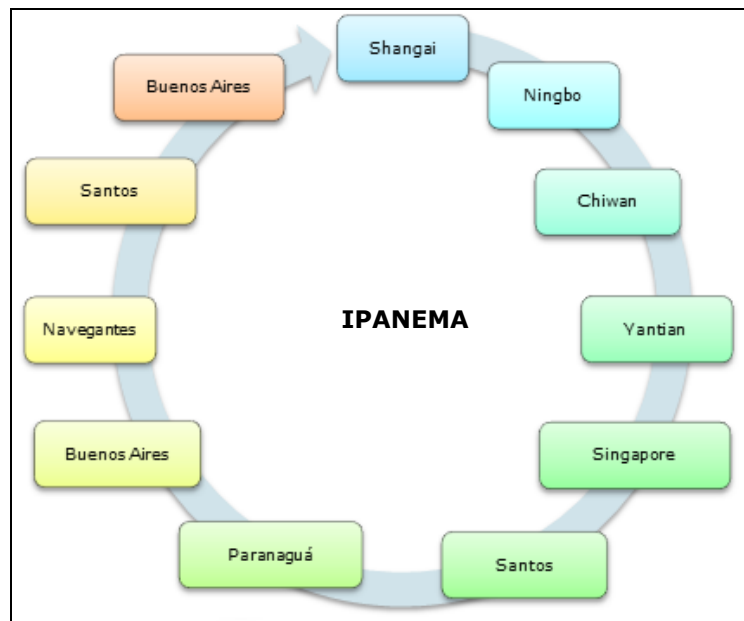 Shangai
Ningbo
Chiwan
Yantian
Singapore
Santos
Paranaguá
Buenos Aires
Navegantes
Santos
Buenos Aires
IPANEMA